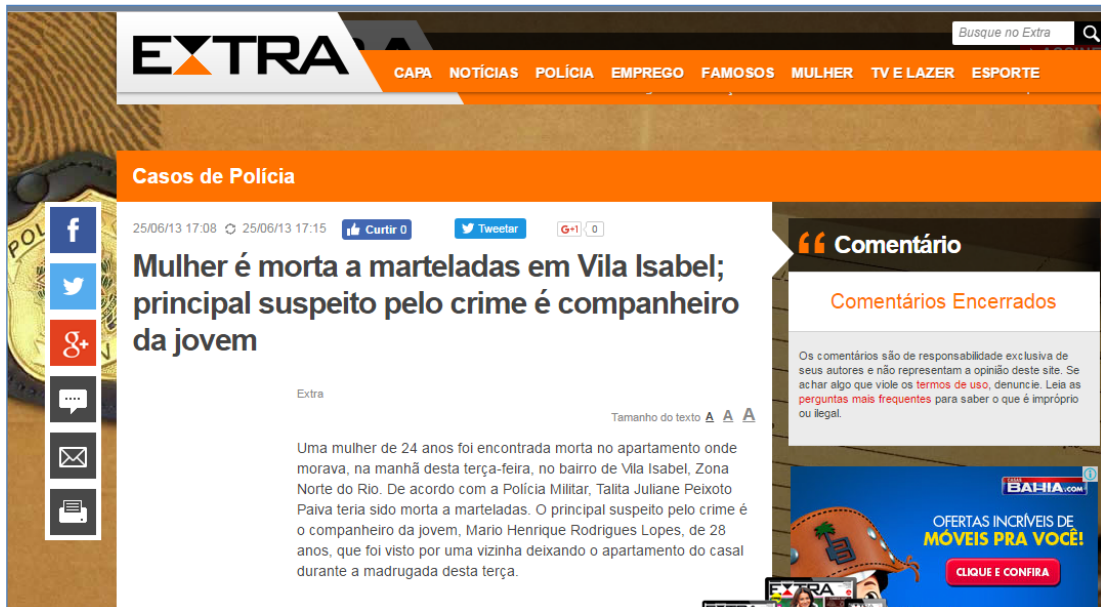 EXTRA
Busque no Extra
CAPA NOTÍCIAS POLÍCIA EMPREGO FAMOSOS MULHER TV E LAZER ESPORTE
Casos de Polícia
25/06/13 17:08 25/06/13 17:15 Curtir 0 Tweetar G+1 0
Mulher é morta a marteladas em Vila Isabel;
principal suspeito pelo crime é companheiro
da jovem
Extra
Tamanho do texto A A A
Uma mulher de 24 anos foi encontrada morta no apartamento onde
morava, na manhã desta terça-feira, no bairro de Vila Isabel, Zona
Norte do Rio. De acordo com a Polícia Militar, Talita Juliane Peixoto
Paiva teria sido morta a marteladas. O principal suspeito pelo crime é
o companheiro da jovem, Mario Henrique Rodrigues Lopes, de 28
anos, que foi visto por uma vizinha deixando o apartamento do casal
durante a madrugada desta terça.
Comentário
Comentários Encerrados
Os comentários são de responsabilidade exclusiva de
seus autores e não representam a opinião deste site. Se
achar algo que viole os termos de uso, denuncie. Leia as
perguntas mais frequentes para saber o que é impróprio
ou ilegal.
CASAS
BAHIA.COM
OFERTAS INCRÍVEIS DE
MÓVEIS PRA VOCÊ!
CLIQUE E CONFIRA
EXTRA
f
g+